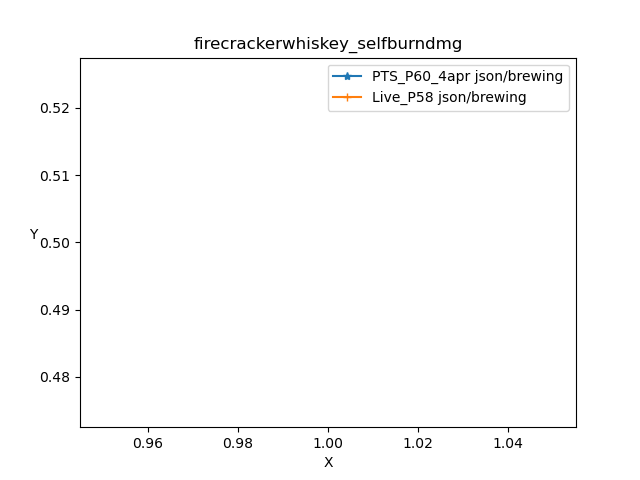 firecrackerwhiskey_selfburndmg
PTS_P60_4apr json/brewing
Live_P58 json/brewing
0.52
0.51
Y
0.50
0.49
0.48
0.96 0.98 1.00 1.02 1.04
X